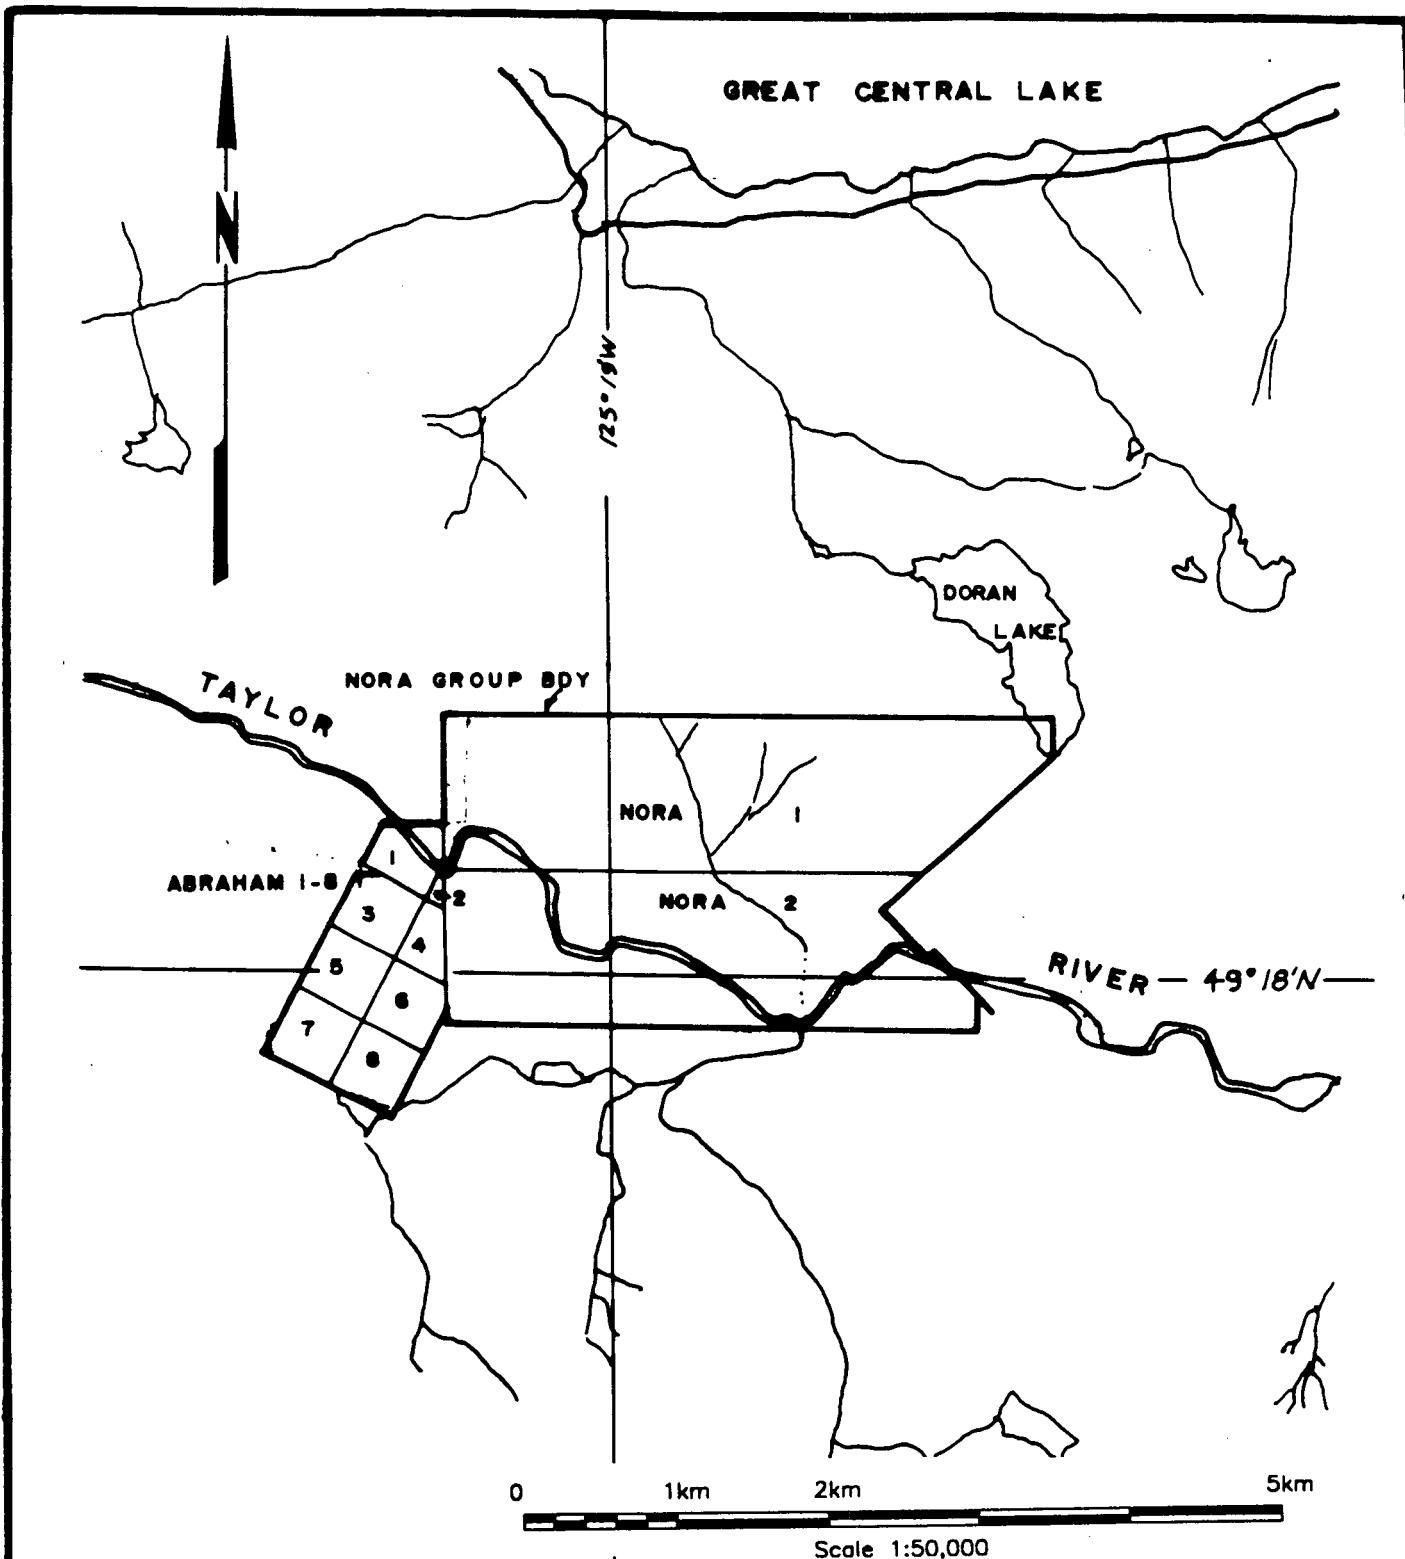 GREAT CENTRAL LAKE
N
125° 19'W
DORAN
LAKE
TAYLOR
NORA GROUP BDY
NORA 1
1
ABRAHAM 1-8
2
NORA 2
3
4
5
RIVER — 49° 18'N —
6
7
8
0 1km 2km 5km
Scale 1:50,000